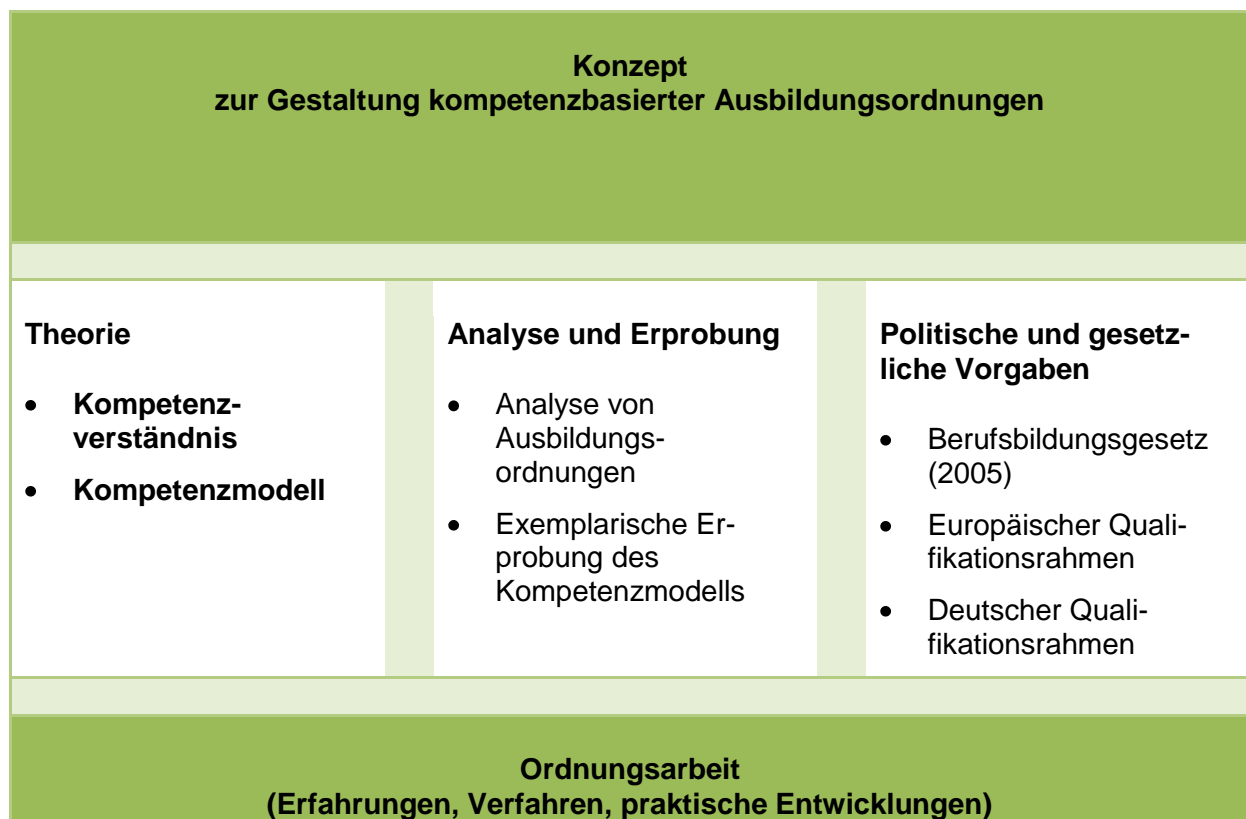 Konzept
zur Gestaltung kompetenzbasierter Ausbildungsordnungen
Theorie
• Kompetenz-
verständnis
• Kompetenzmodell
Analyse und Erprobung
• Analyse von
Ausbildungs-
ordnungen
• Exemplarische Er-
probung des
Kompetenzmodells
Politische und gesetz-
liche Vorgaben
• Berufsbildungsgesetz
(2005)
• Europäischer Quali-
fikationsrahmen
• Deutscher Quali-
fikationsrahmen
Ordnungsarbeit
(Erfahrungen, Verfahren, praktische Entwicklungen)